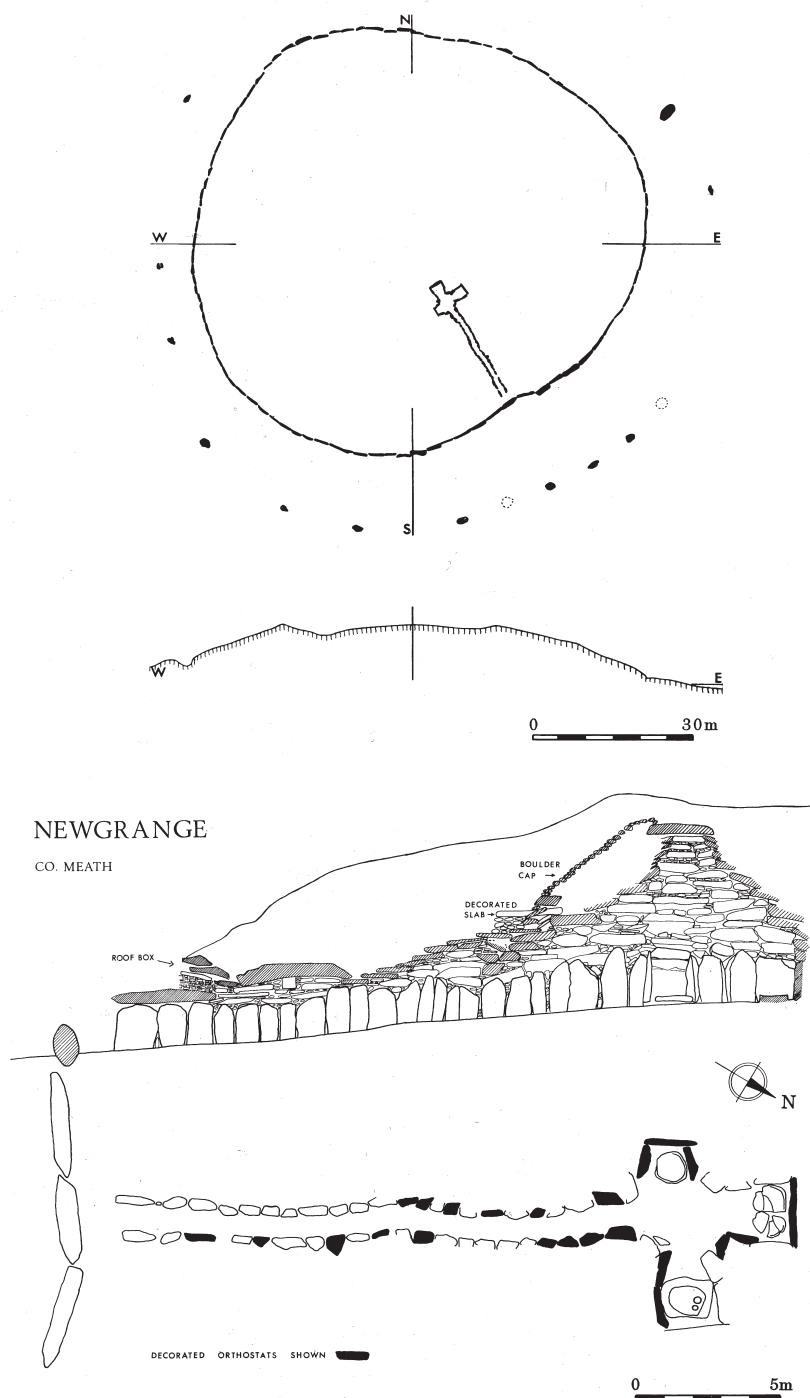 N
W E
S
W E
0 30m
NEWGRANGE
CO. MEATH
BOULDER
CAP
DECORATED
SLAB
ROOF BOX
N
DECORATED ORTHOSTATS SHOWN
0 5m